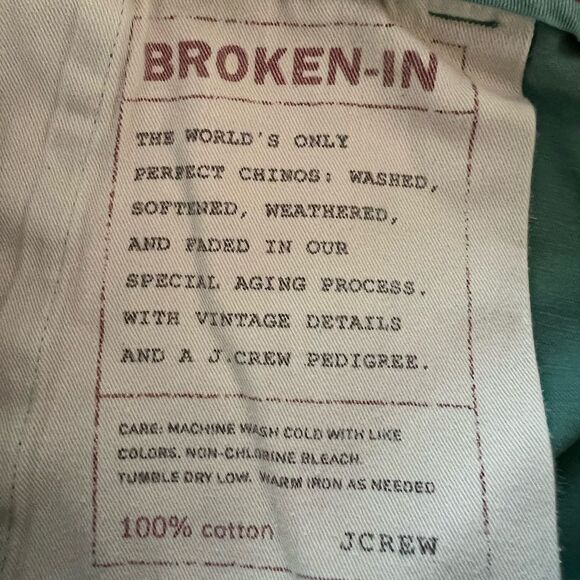 BROKEN-IN
THE WORLD'S ONLY
PERFECT CHINOS: WASHED,
SOFTENED, WEATHERED,
AND FADED IN OUR
SPECIAL AGING PROCESS.
WITH VINTAGE DETAILS
AND A J.CREW PEDIGREE.
CARE: MACHINE WASH COLD WITH LIKE
COLORS. NON-CHLORINE BLEACH.
TUMBLE DRY LOW. WARM IRON AS NEEDED
100% cotton JCREW